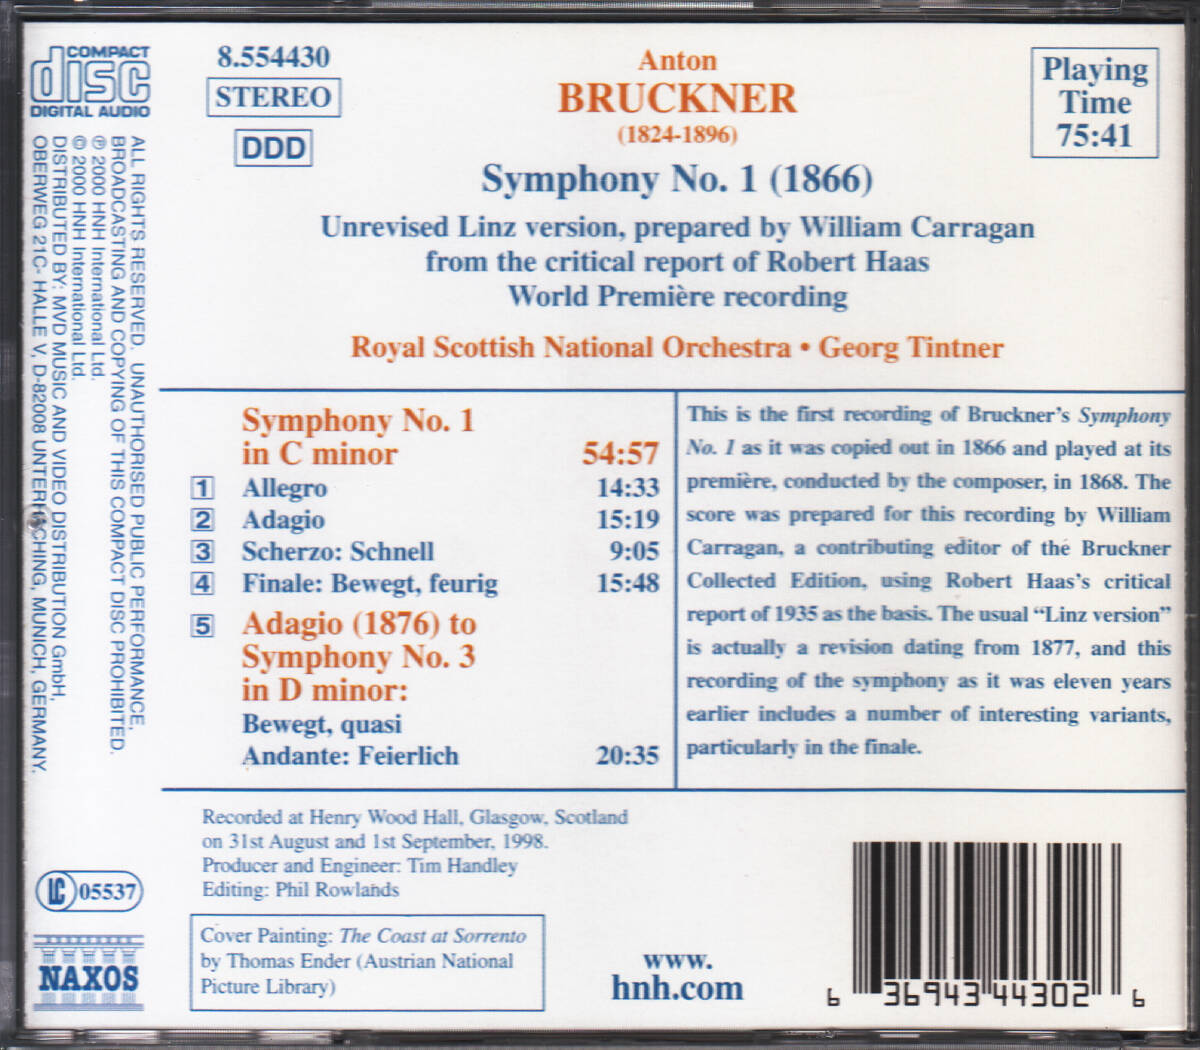 COMPACT
disc
DIGITAL AUDIO
8.554430
STEREO
DDD
Anton
BRUCKNER
(1824-1896)
Symphony No. 1 (1866)
Unrevised Linz version, prepared by William Carragan
from the critical report of Robert Haas
World Première recording
Royal Scottish National Orchestra • Georg Tintner
Playing
Time
75:41
Symphony No. 1
in C minor 54:57
1 Allegro 14:33
2 Adagio 15:19
3 Scherzo: Schnell 9:05
4 Finale: Bewegt, feurig 15:48
5 Adagio (1876) to
Symphony No. 3
in D minor:
Bewegt, quasi
Andante: Feierlich 20:35
This is the first recording of Bruckner's Symphony
No. 1 as it was copied out in 1866 and played at its
première, conducted by the composer, in 1868. The
score was prepared for this recording by William
Carragan, a contributing editor of the Bruckner
Collected Edition, using Robert Haas's critical
report of 1935 as the basis. The usual “Linz version”
is actually a revision dating from 1877, and this
recording of the symphony as it was eleven years
earlier includes a number of interesting variants,
particularly in the finale.
Recorded at Henry Wood Hall, Glasgow, Scotland
on 31st August and 1st September, 1998.
Producer and Engineer: Tim Handley
Editing: Phil Rowlands
Cover Painting: The Coast at Sorrento
by Thomas Ender (Austrian National
Picture Library)
www.
hnh.com
6 36943 44302 6
ALL RIGHTS RESERVED. UNAUTHORISED PUBLIC PERFORMANCE,
BROADCASTING AND COPYING OF THIS COMPACT DISC PROHIBITED.
℗ 2000 HNH International Ltd.
© 2000 HNH International Ltd.
DISTRIBUTED BY: MVD MUSIC AND VIDEO DISTRIBUTION GmbH,
OBERWEG 21C- HALLE V, D-82008 UNTERHACHING, MUNICH, GERMANY.
LC 05537
NAXOS